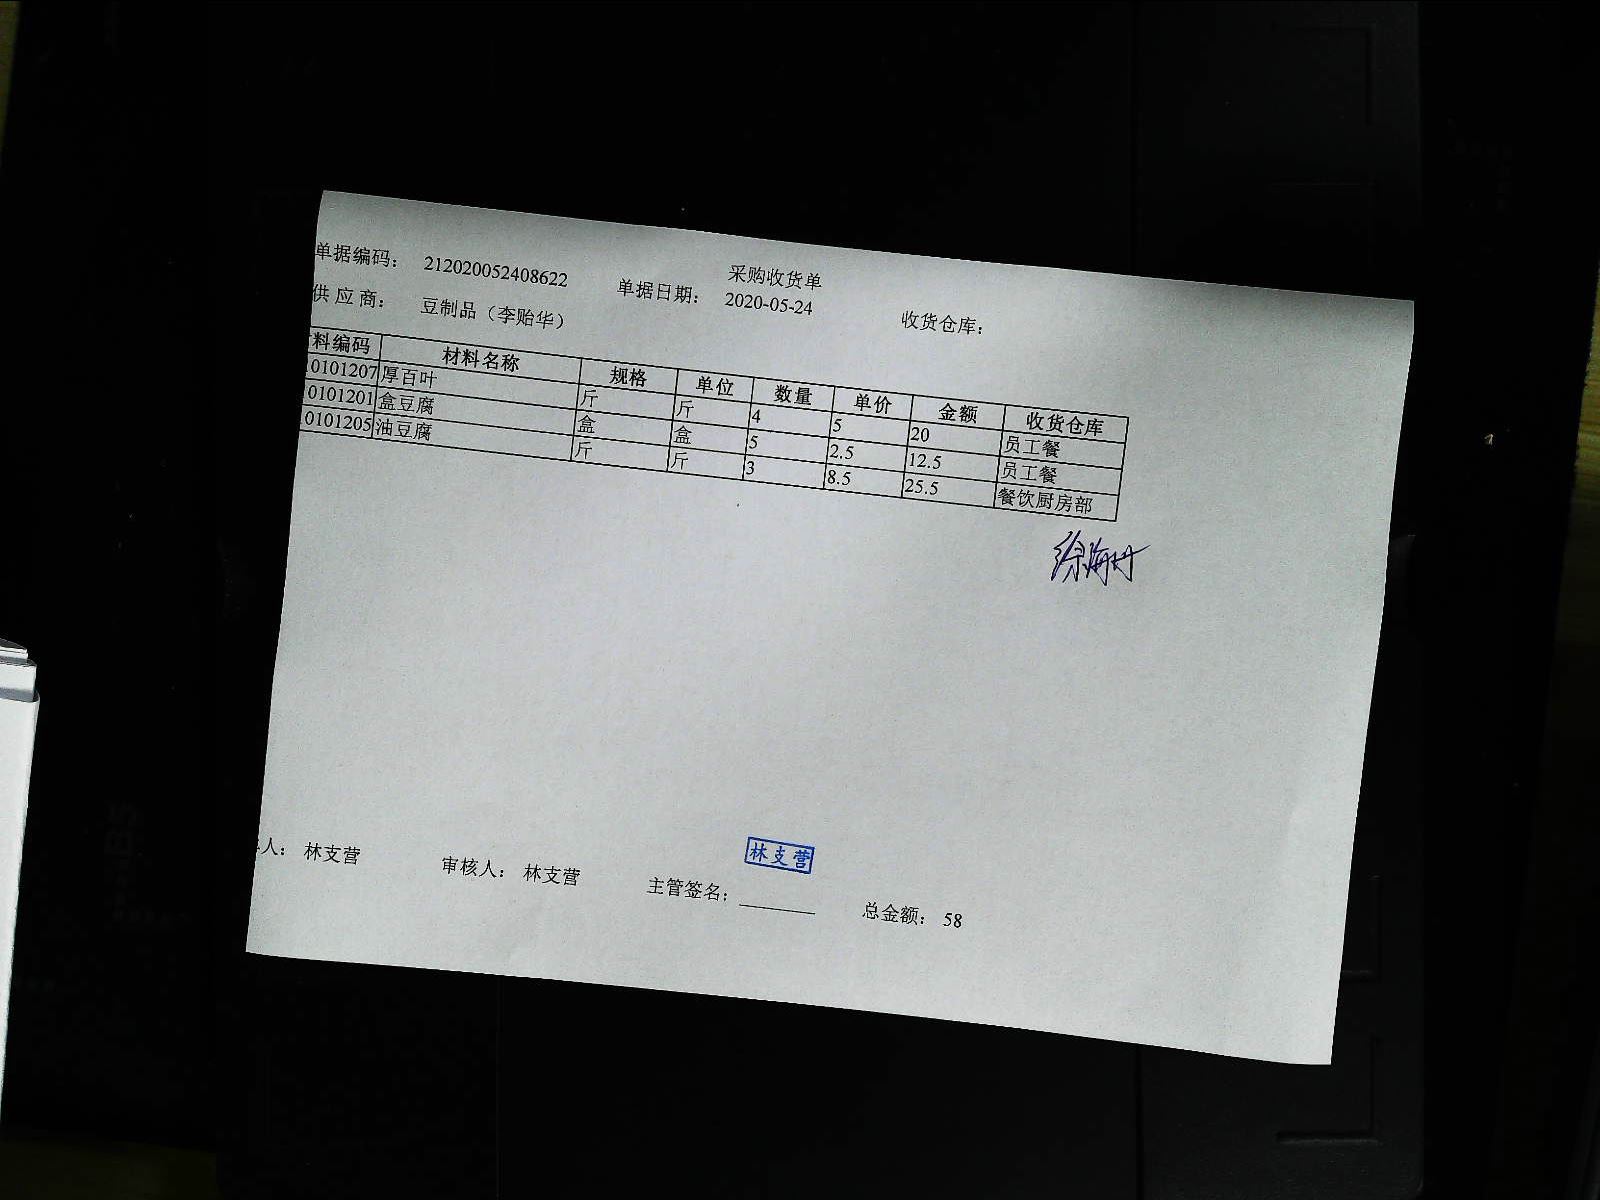 采购收货单
单据编码： 212020052408622 单据日期： 2020-05-24 收货仓库：
供 应 商： 豆制品（李贻华）
料编码 材料名称 规格 单位 数量 单价 金额 收货仓库
0101207 厚百叶 斤 斤 4 5 20 员工餐
0101201 盒豆腐 盒 盒 5 2.5 12.5 员工餐
0101205 油豆腐 斤 斤 3 8.5 25.5 餐饮厨房部
徐海丹
林支营
人： 林支营 审核人： 林支营 主管签名： 总金额： 58